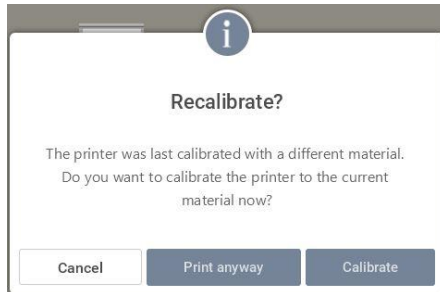 Recalibrate?
The printer was last calibrated with a different material.
Do you want to calibrate the printer to the current
material now?
Cancel
Print anyway
Calibrate